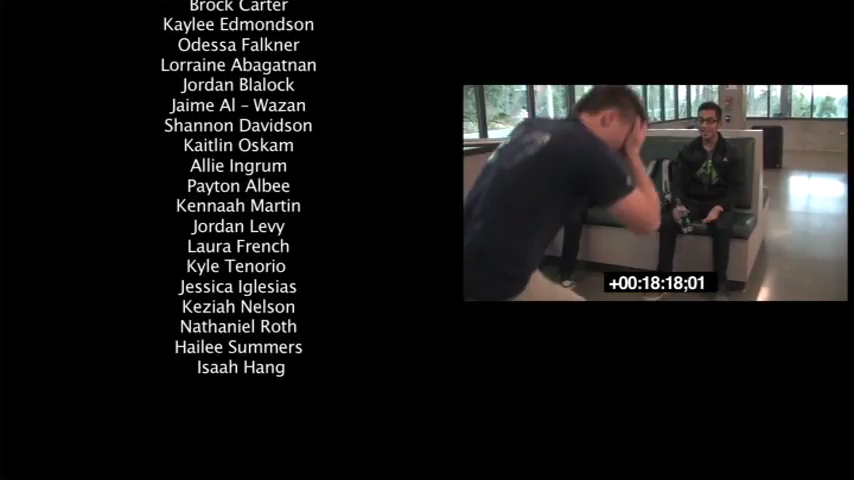 Brock Carter
Kaylee Edmondson
Odessa Falkner
Lorraine Abagatnan
Jordan Blalock
Jaime Al – Wazan
Shannon Davidson
Kaitlin Oskam
Allie Ingrum
Payton Albee
Kennaah Martin
Jordan Levy
Laura French
Kyle Tenorio
Jessica Iglesias
Keziah Nelson
Nathaniel Roth
Hailee Summers
Isaah Hang
+00:18:18;01